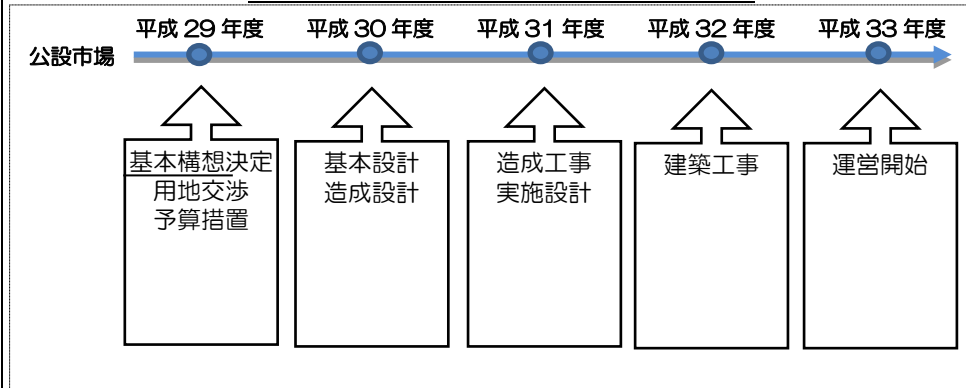 平成 29 年度 平成 30 年度 平成 31 年度 平成 32 年度 平成 33 年度
公設市場
基本構想決定
用地交渉
予算措置
基本設計
造成設計
造成工事
実施設計
建築工事
運営開始